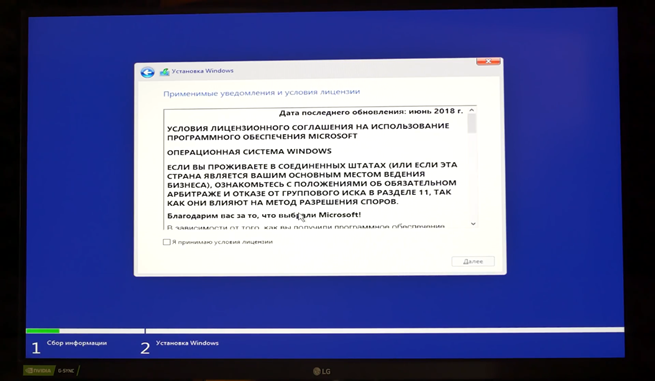 Установка Windows
Применимые уведомления и условия лицензии
Дата последнего обновления: июнь 2018 г.
УСЛОВИЯ ЛИЦЕНЗИОННОГО СОГЛАШЕНИЯ НА ИСПОЛЬЗОВАНИЕ
ПРОГРАММНОГО ОБЕСПЕЧЕНИЯ MICROSOFT
ОПЕРАЦИОННАЯ СИСТЕМА WINDOWS
ЕСЛИ ВЫ ПРОЖИВАЕТЕ В СОЕДИНЕННЫХ ШТАТАХ (ИЛИ ЕСЛИ ЭТА
СТРАНА ЯВЛЯЕТСЯ ВАШИМ ОСНОВНЫМ МЕСТОМ ВЕДЕНИЯ
БИЗНЕСА), ОЗНАКОМЬТЕСЬ С ПОЛОЖЕНИЯМИ ОБ ОБЯЗАТЕЛЬНОМ
АРБИТРАЖЕ И ОТКАЗЕ ОТ ГРУППОВОГО ИСКА В РАЗДЕЛЕ 11, ТАК
КАК ОНИ ВЛИЯЮТ НА МЕТОД РАЗРЕШЕНИЯ СПОРОВ.
Благодарим вас за то, что выбрали Microsoft!
В зависимости от того, как вы получили программное обеспечение
Я принимаю условия лицензии
Далее
1 Сбор информации
2 Установка Windows
NVIDIA G-SYNC
LG